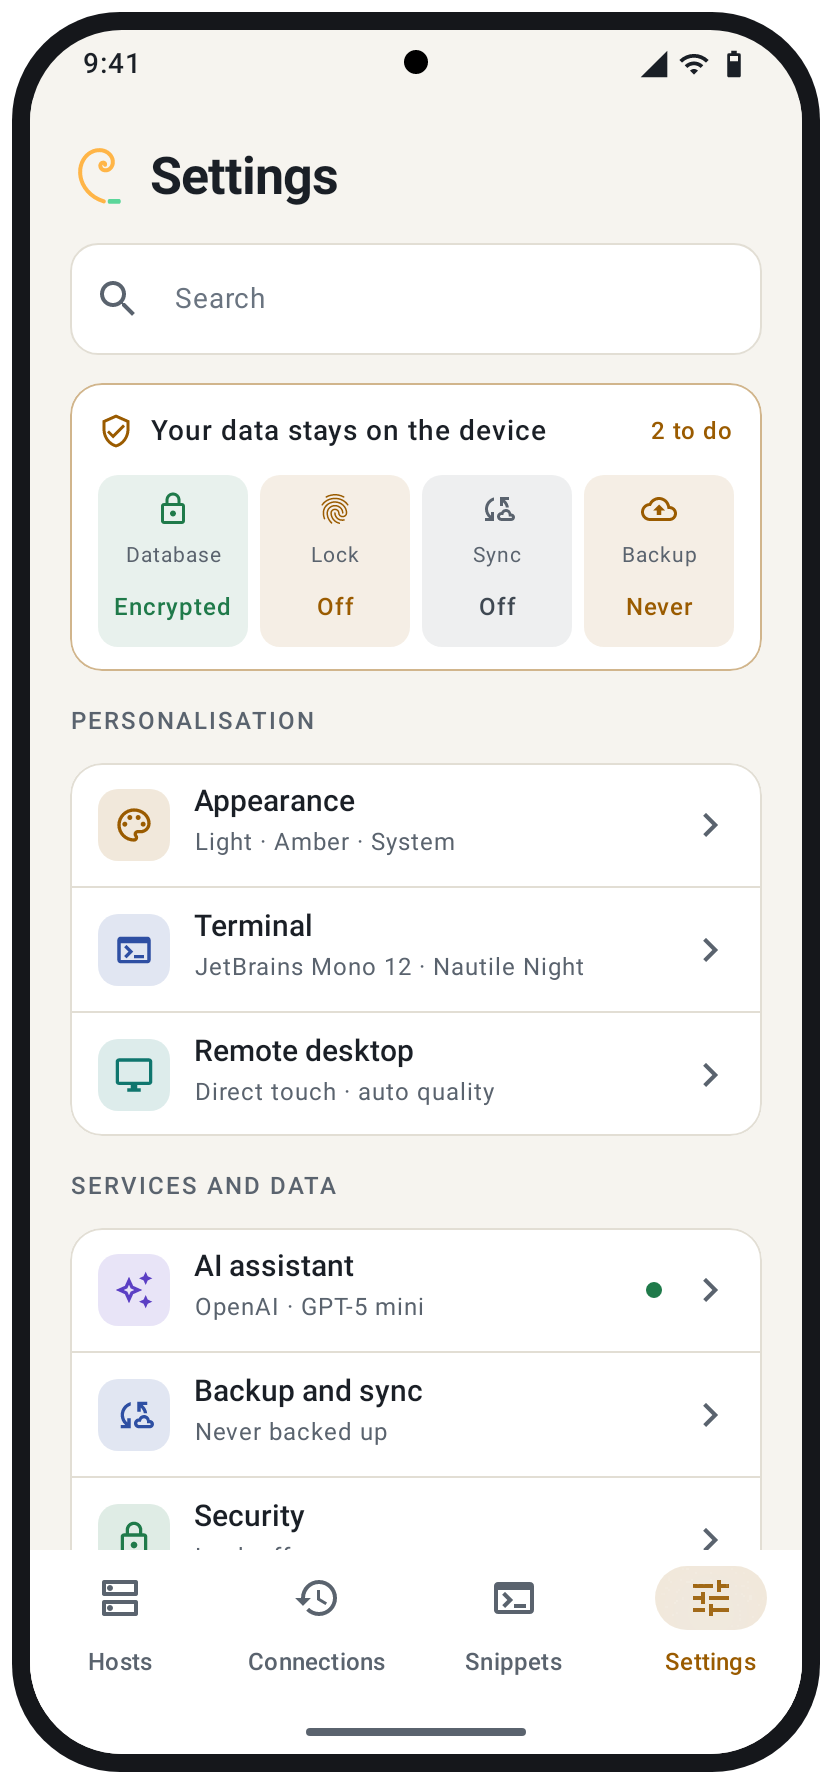 9:41
Settings
Search
Your data stays on the device
2 to do
Database
Lock
Sync
Backup
Encrypted
Off
Off
Never
PERSONALISATION
Appearance
Light · Amber · System
Terminal
JetBrains Mono 12 · Nautile Night
Remote desktop
Direct touch · auto quality
SERVICES AND DATA
AI assistant
OpenAI · GPT-5 mini
Backup and sync
Never backed up
Security
Hosts
Connections
Snippets
Settings